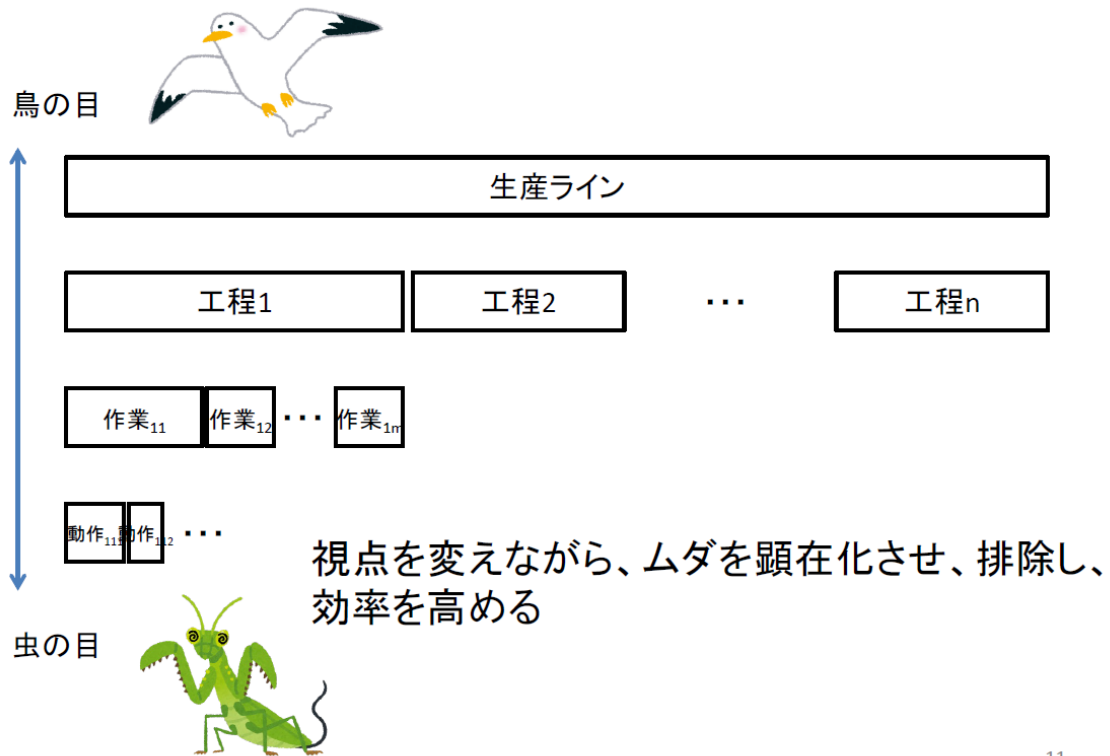 鳥の目
生産ライン
工程1 工程2 ・・・ 工程n
作業11 作業12 ・・・ 作業1m
動作111 動作112 ・・・
視点を変えながら、ムダを顕在化させ、排除し、
効率を高める
虫の目
11